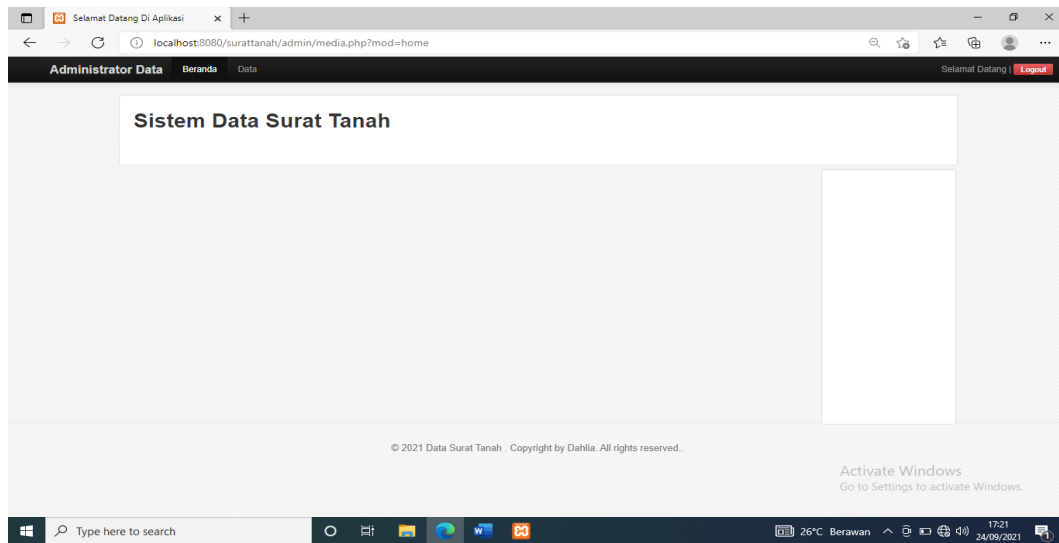 Selamat Datang Di Aplikasi
localhost:8080/surattanah/admin/media.php?mod=home
Administrator Data Beranda Data Selamat Datang | Logout
Sistem Data Surat Tanah
© 2021 Data Surat Tanah . Copyright by Dahlia. All rights reserved..
Activate Windows
Go to Settings to activate Windows.
Type here to search
26°C Berawan
17:21
24/09/2021